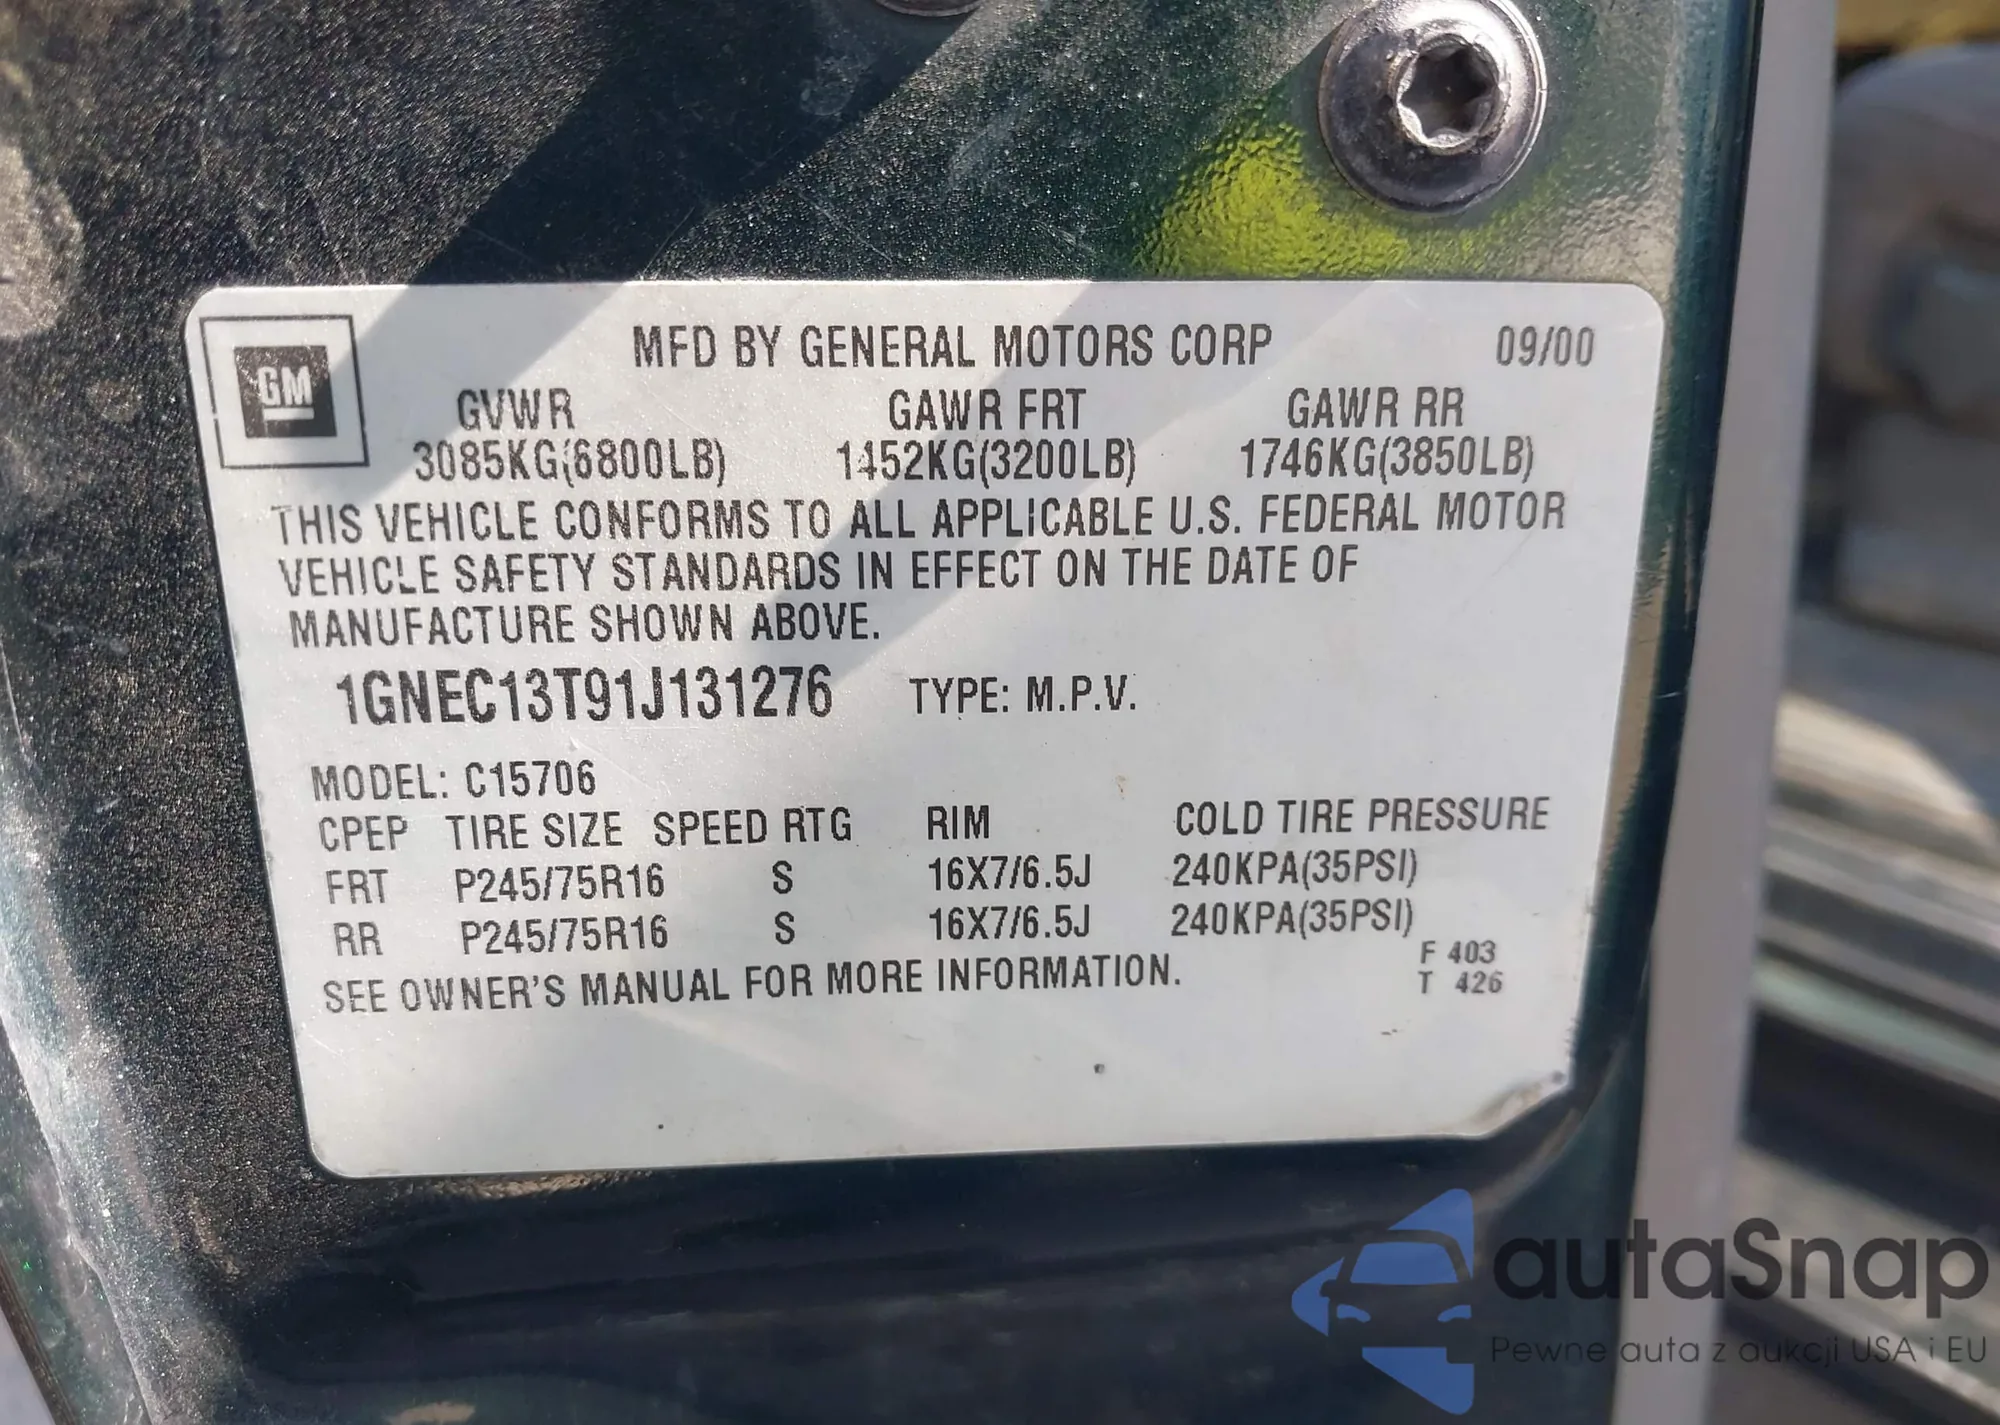 GM
MFD BY GENERAL MOTORS CORP 09/00
GVWR GAWR FRT GAWR RR
3085KG(6800LB) 1452KG(3200LB) 1746KG(3850LB)
THIS VEHICLE CONFORMS TO ALL APPLICABLE U.S. FEDERAL MOTOR
VEHICLE SAFETY STANDARDS IN EFFECT ON THE DATE OF
MANUFACTURE SHOWN ABOVE.
1GNEC13T91J131276 TYPE: M.P.V.
MODEL: C15706
CPEP TIRE SIZE SPEED RTG RIM COLD TIRE PRESSURE
FRT P245/75R16 S 16X7/6.5J 240KPA(35PSI)
RR P245/75R16 S 16X7/6.5J 240KPA(35PSI)
F 403
SEE OWNER'S MANUAL FOR MORE INFORMATION. T 426
autaSnap
Pewne auta z aukcji USA i EU